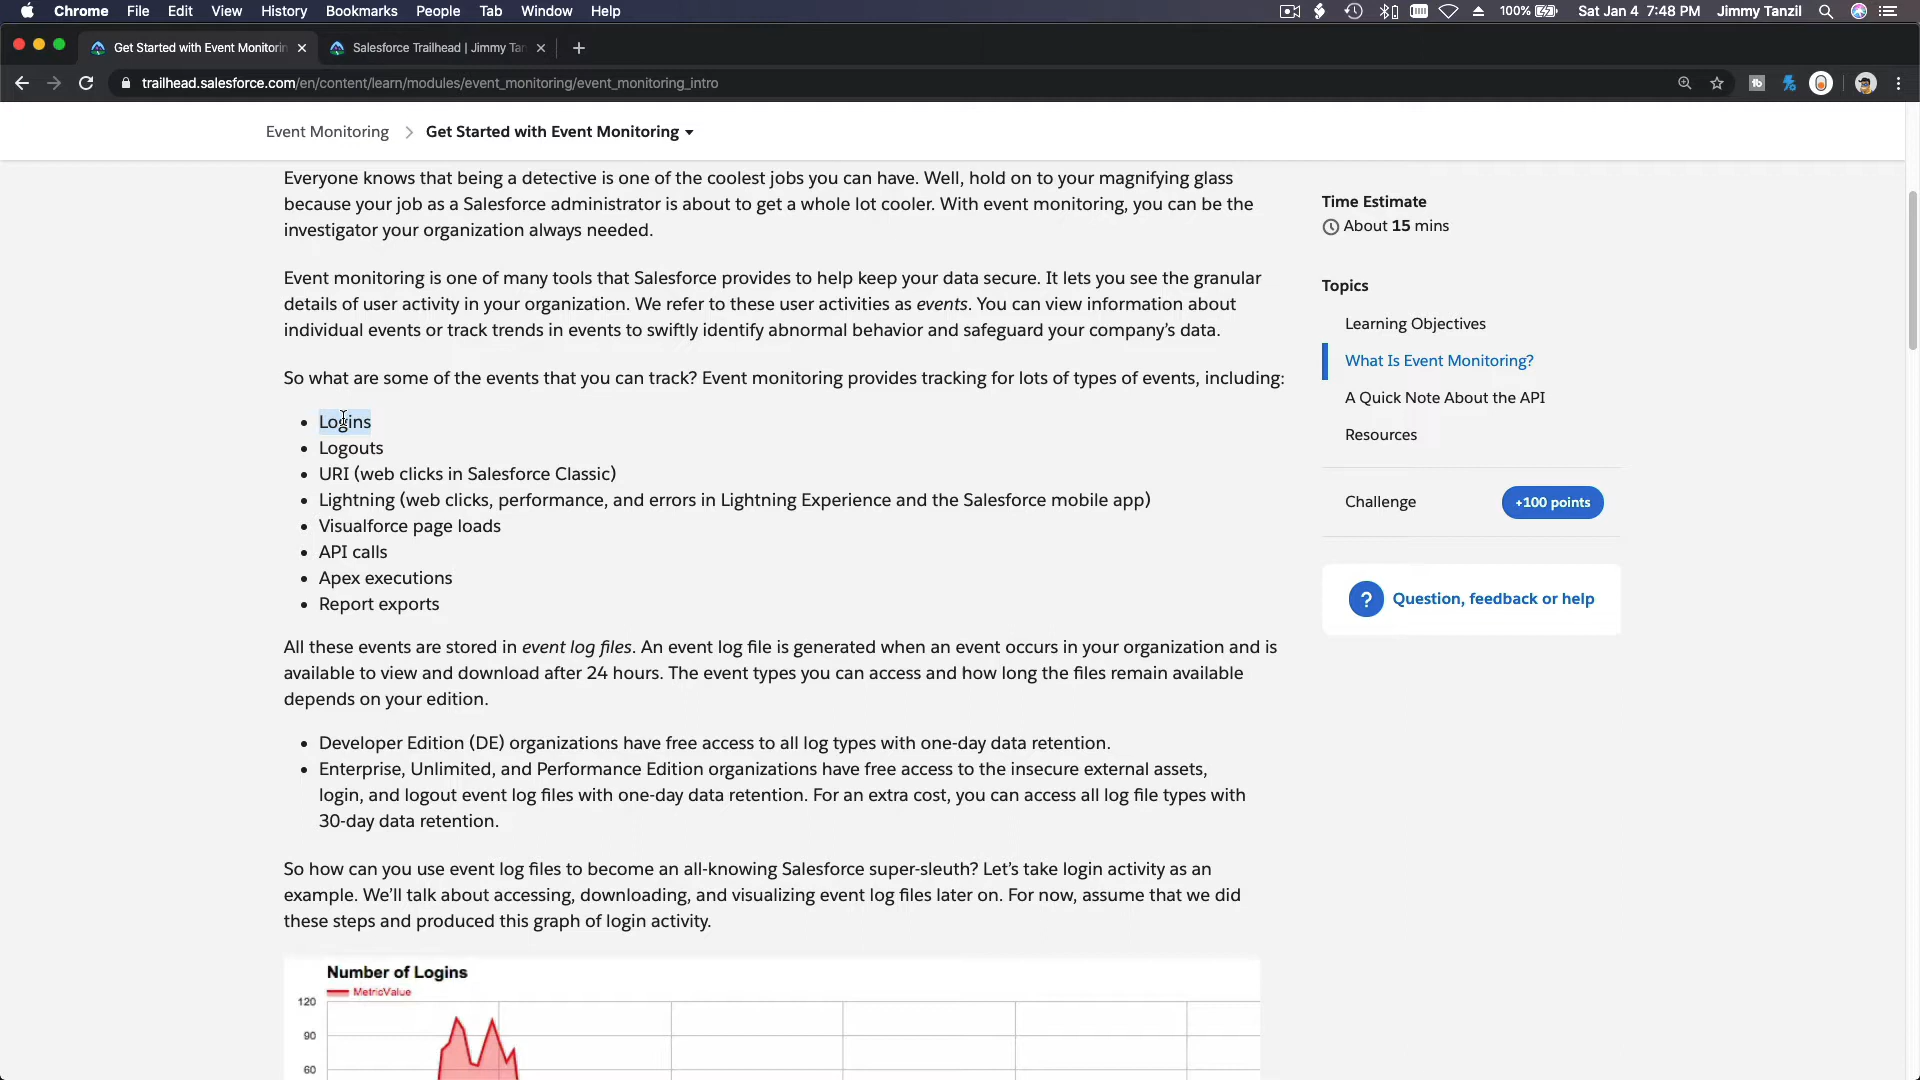 Chrome File Edit View History Bookmarks People Tab Window Help 100% Sat Jan 4 7:48 PM Jimmy Tanzil
Get Started with Event Monitorin Salesforce Trailhead | Jimmy Tan
trailhead.salesforce.com/en/content/learn/modules/event_monitoring/event_monitoring_intro
Event Monitoring > Get Started with Event Monitoring
Everyone knows that being a detective is one of the coolest jobs you can have. Well, hold on to your magnifying glass
because your job as a Salesforce administrator is about to get a whole lot cooler. With event monitoring, you can be the
investigator your organization always needed.
Event monitoring is one of many tools that Salesforce provides to help keep your data secure. It lets you see the granular
details of user activity in your organization. We refer to these user activities as events. You can view information about
individual events or track trends in events to swiftly identify abnormal behavior and safeguard your company's data.
So what are some of the events that you can track? Event monitoring provides tracking for lots of types of events, including:
• Logins
• Logouts
• URI (web clicks in Salesforce Classic)
• Lightning (web clicks, performance, and errors in Lightning Experience and the Salesforce mobile app)
• Visualforce page loads
• API calls
• Apex executions
• Report exports
All these events are stored in event log files. An event log file is generated when an event occurs in your organization and is
available to view and download after 24 hours. The event types you can access and how long the files remain available
depends on your edition.
• Developer Edition (DE) organizations have free access to all log types with one-day data retention.
• Enterprise, Unlimited, and Performance Edition organizations have free access to the insecure external assets,
login, and logout event log files with one-day data retention. For an extra cost, you can access all log file types with
30-day data retention.
So how can you use event log files to become an all-knowing Salesforce super-sleuth? Let's take login activity as an
example. We'll talk about accessing, downloading, and visualizing event log files later on. For now, assume that we did
these steps and produced this graph of login activity.
Number of Logins
MetricValue
120
90
60
Time Estimate
About 15 mins
Topics
Learning Objectives
What Is Event Monitoring?
A Quick Note About the API
Resources
Challenge +100 points
? Question, feedback or help